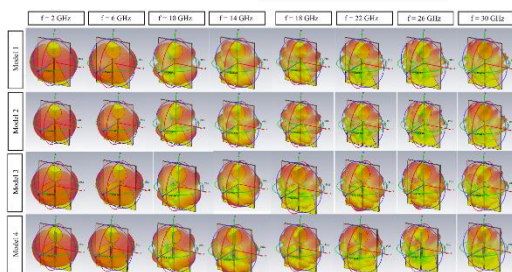 f = 2 GHz
f = 6 GHz
f = 10 GHz
f = 14 GHz
f = 18 GHz
f = 22 GHz
f = 26 GHz
f = 30 GHz
Model 1
Model 2
Model 3
Model 4